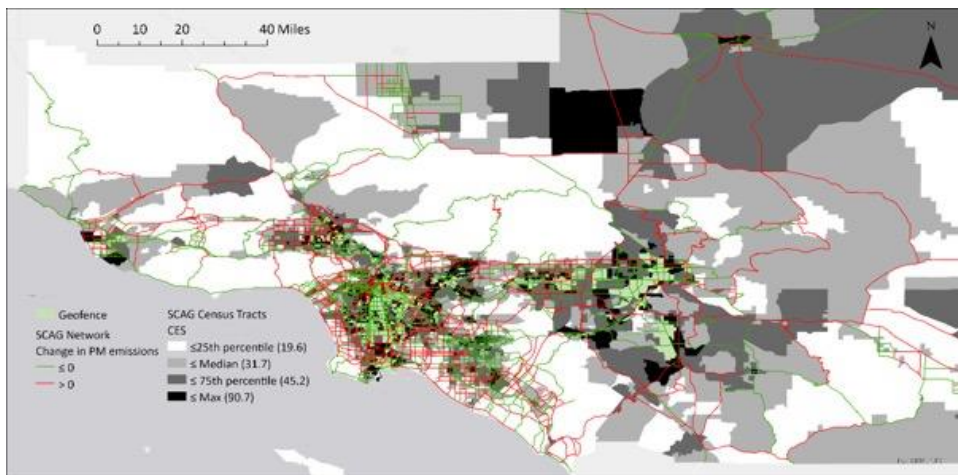 0 10 20 40 Miles
N
Geofence
SCAG Network
Change in PM emissions
≤ 0
> 0
SCAG Census Tracts
CES
≤25th percentile (19.6)
≤ Median (31.7)
≤ 75th percentile (45.2)
≤ Max (90.7)